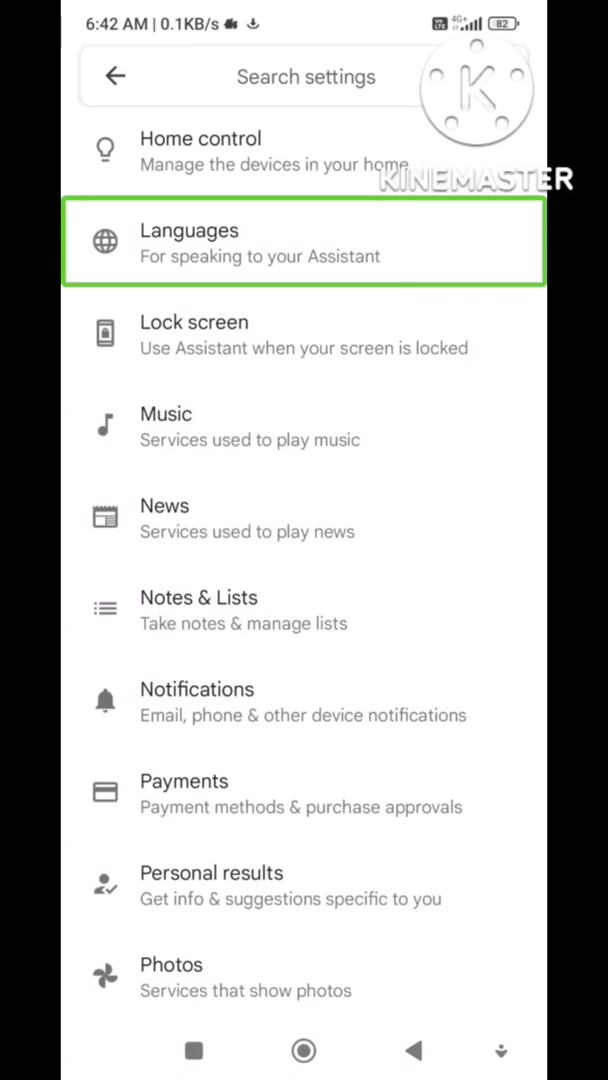 6:42 AM | 0.1KB/s
Vo LTE 4G+ 82
Search settings
K
KINEMASTER
Home control
Manage the devices in your home
Languages
For speaking to your Assistant
Lock screen
Use Assistant when your screen is locked
Music
Services used to play music
News
Services used to play news
Notes & Lists
Take notes & manage lists
Notifications
Email, phone & other device notifications
Payments
Payment methods & purchase approvals
Personal results
Get info & suggestions specific to you
Photos
Services that show photos